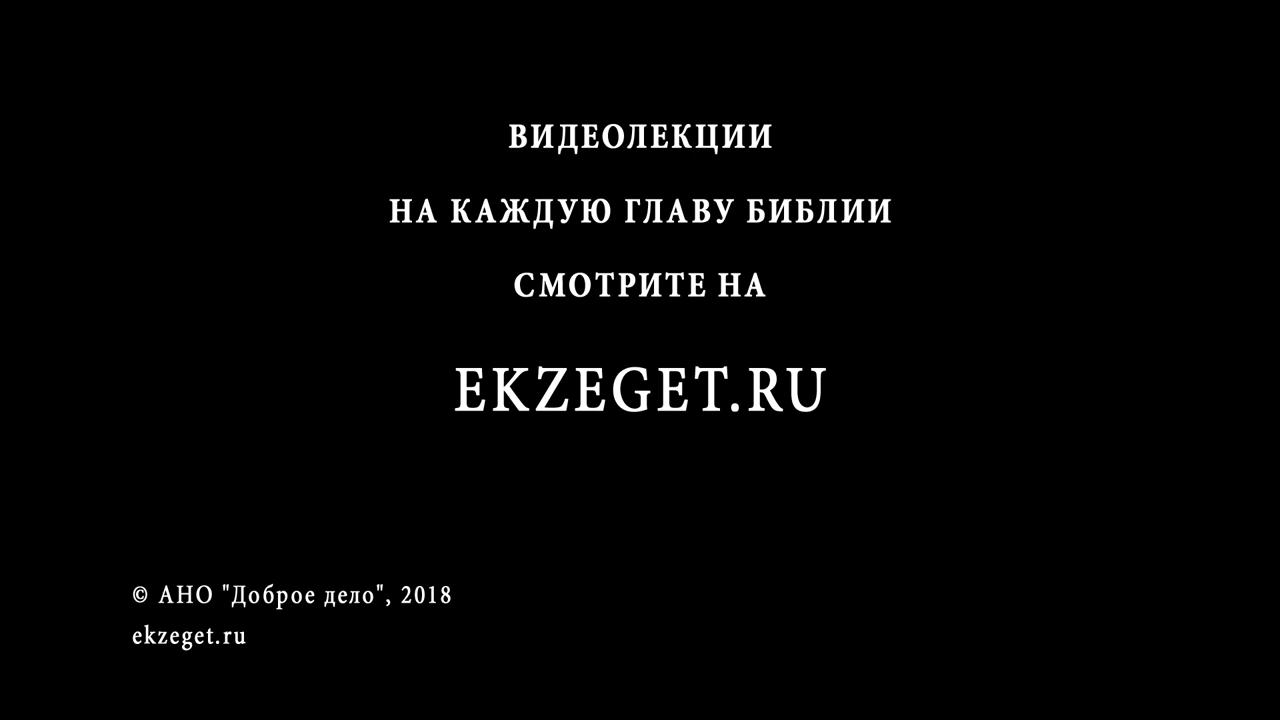 ВИДЕОЛЕКЦИИ
НА КАЖДУЮ ГЛАВУ БИБЛИИ
СМОТРИТЕ НА
EKZEGET.RU
© АНО "Доброе дело", 2018
ekzeget.ru